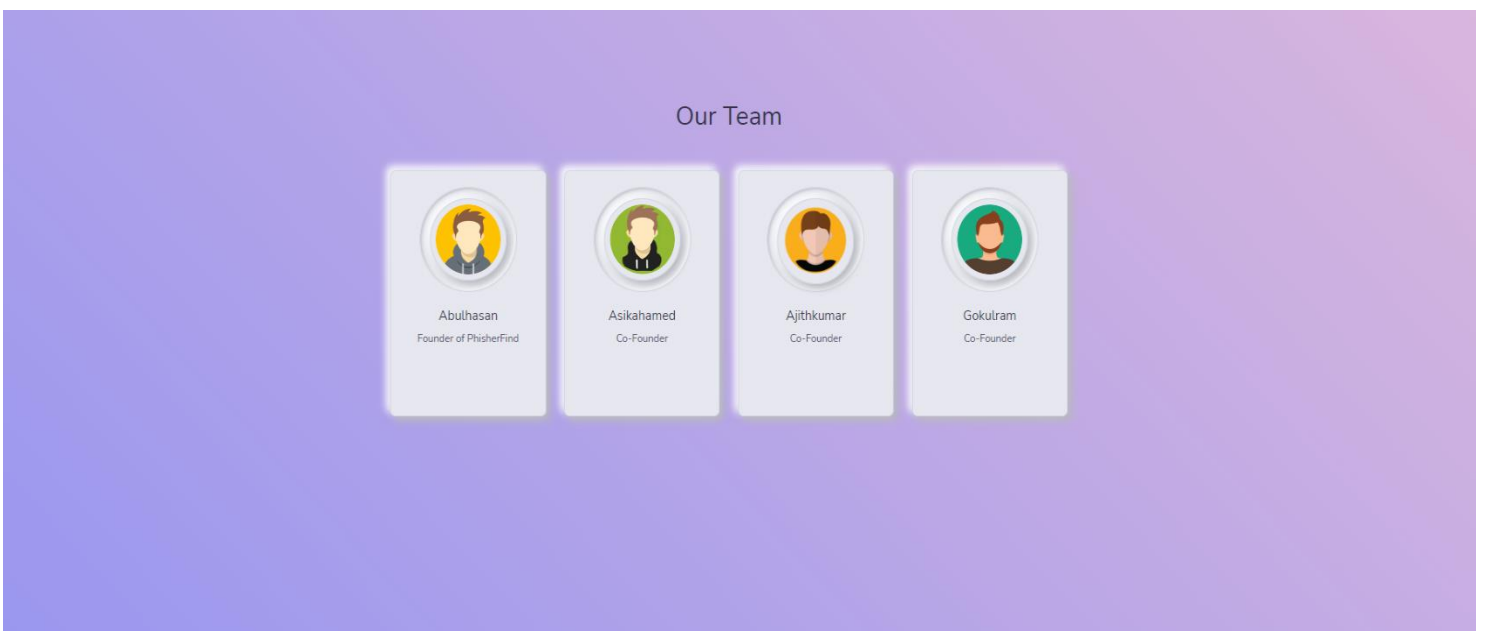 Our Team
Abulhasan
Founder of PhisherFind
Asikahamed
Co-Founder
Ajithkumar
Co-Founder
Gokulram
Co-Founder